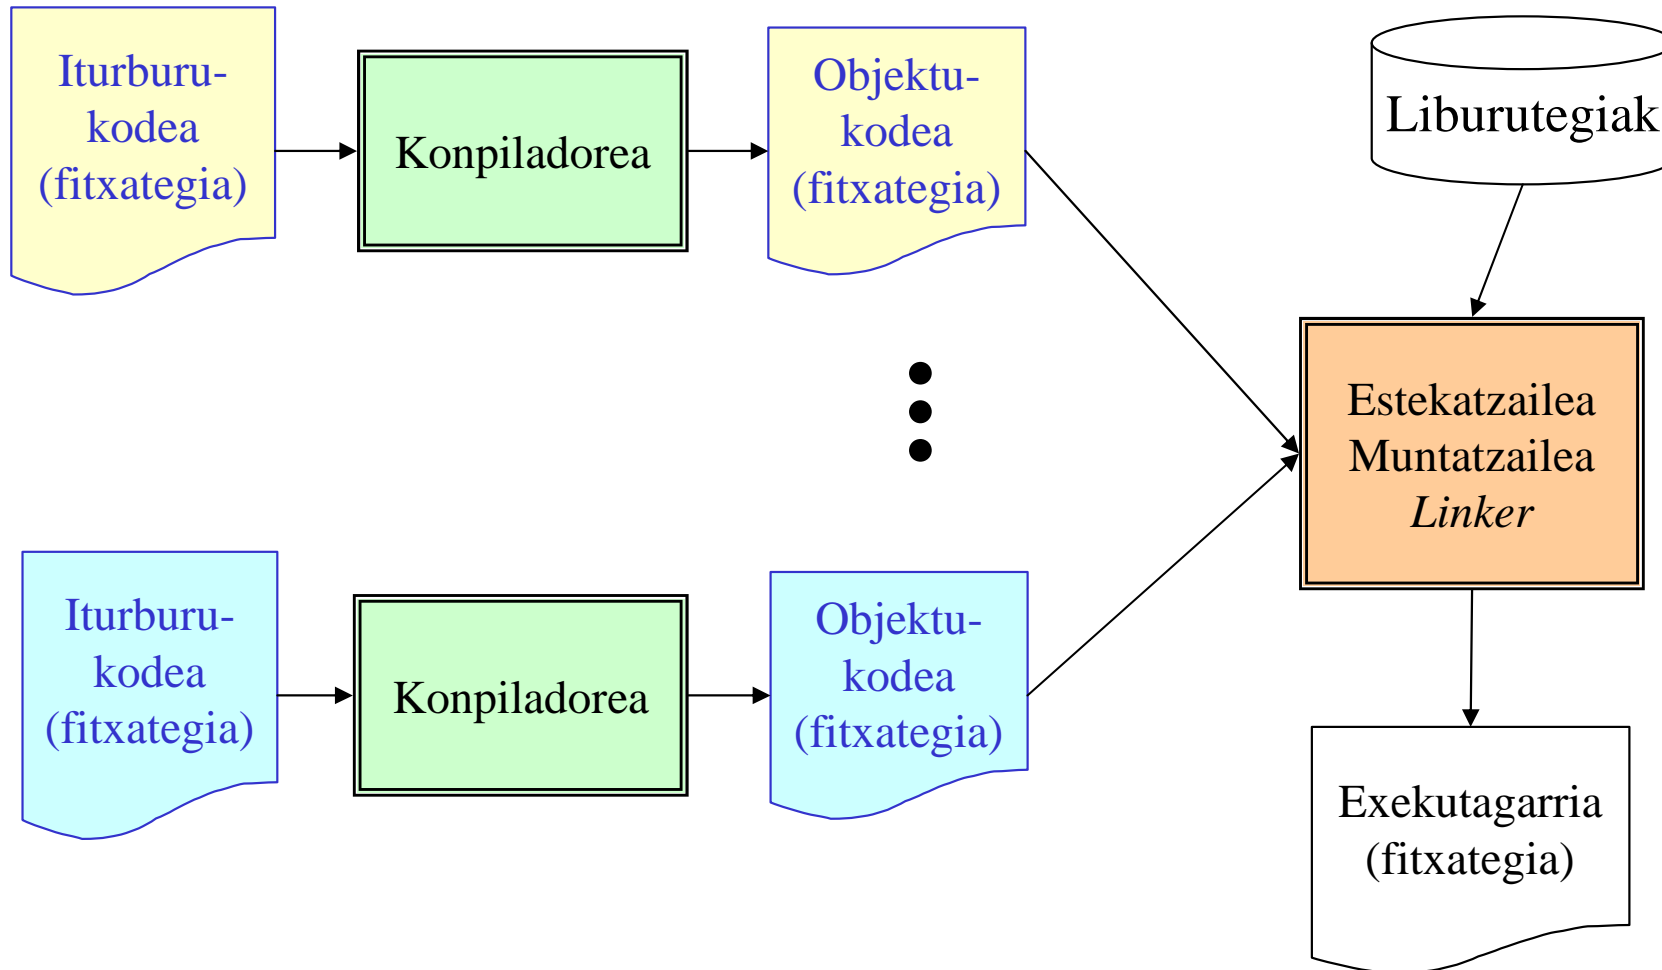 Iturburu-
kodea
(fitxategia)
Konpiladorea
Objektu-
kodea
(fitxategia)
Liburutegiak
Estekatzailea
Muntatzailea
Linker
Iturburu-
kodea
(fitxategia)
Konpiladorea
Objektu-
kodea
(fitxategia)
Exekutagarria
(fitxategia)